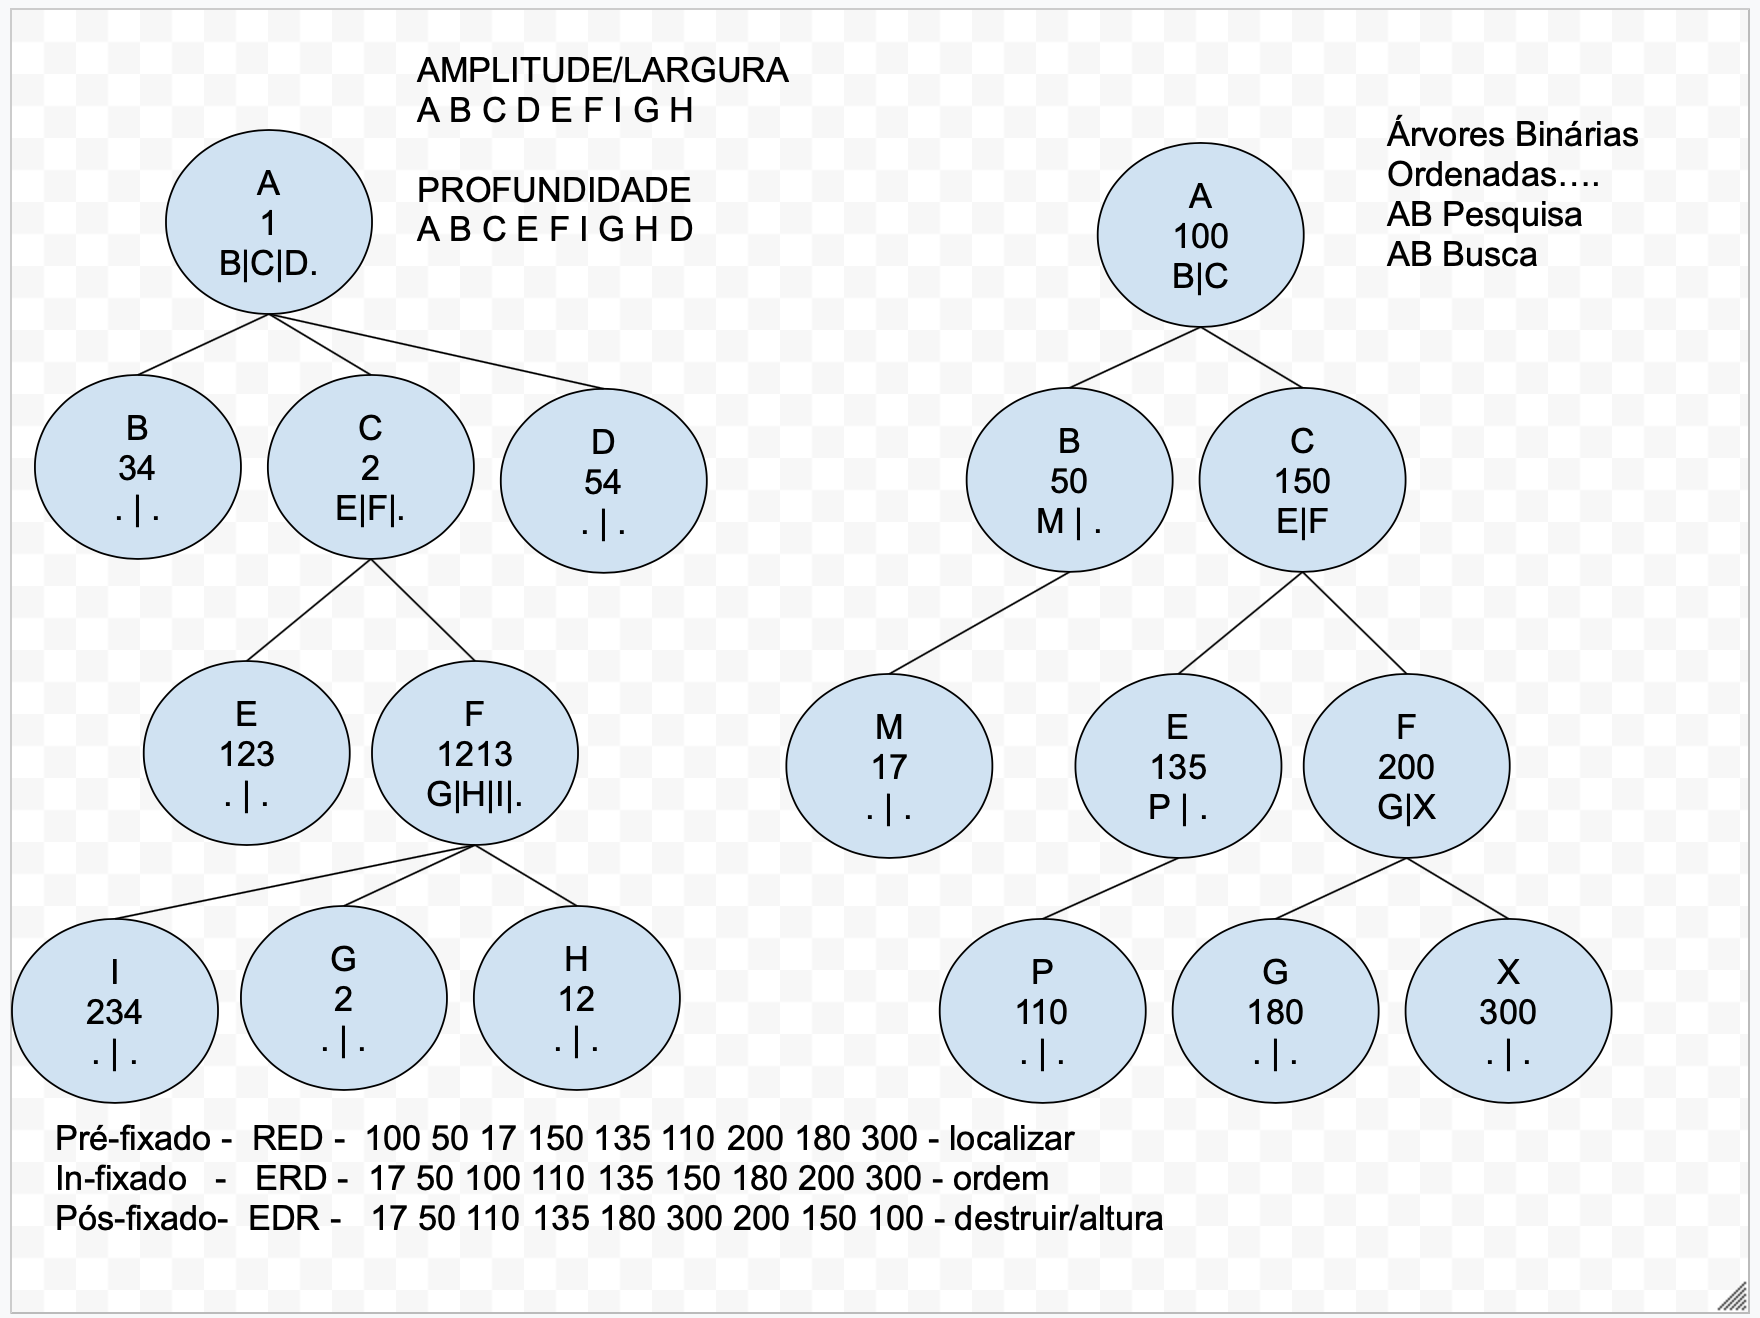 AMPLITUDE/LARGURA
A B C D E F I G H
PROFUNDIDADE
A B C E F I G H D
A
1
B|C|D.
B
34
. | .
C
2
E|F|.
D
54
. | .
E
123
. | .
F
1213
G|H|I|.
I
234
. | .
G
2
. | .
H
12
. | .
Árvores Binárias
Ordenadas....
AB Pesquisa
AB Busca
A
100
B|C
B
50
M | .
C
150
E|F
M
17
. | .
E
135
P | .
F
200
G|X
P
110
. | .
G
180
. | .
X
300
. | .
Pré-fixado - RED - 100 50 17 150 135 110 200 180 300 - localizar
In-fixado - ERD - 17 50 100 110 135 150 180 200 300 - ordem
Pós-fixado- EDR - 17 50 110 135 180 300 200 150 100 - destruir/altura